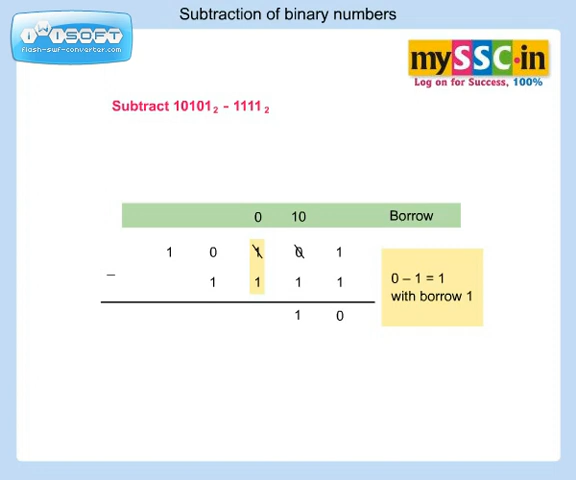 Subtraction of binary numbers
iWiSOFT
flash-swf-converter.com
mySSC.in
Log on for Success, 100%
Subtract 10101₂ - 1111₂
0 10 Borrow
1 0 1 0 1
− 1 1 1 1
1 0
0 – 1 = 1
with borrow 1